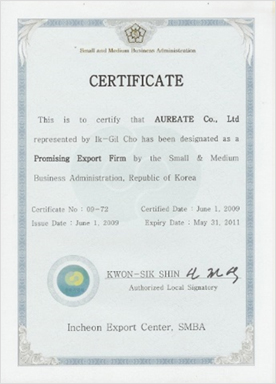 Small and Medium Business Administration
CERTIFICATE
This is to certify that AUREATE Co., Ltd
represented by Ik-Gil Cho has been designated as a
Promising Export Firm by the Small & Medium
Business Administration, Republic of Korea
Certificate No : 09-72 Certified Date : June 1, 2009
Issue Date : June 1, 2009 Expiry Date : May 31, 2011
KWON-SIK SHIN
Authorized Local Signatory
Incheon Export Center, SMBA